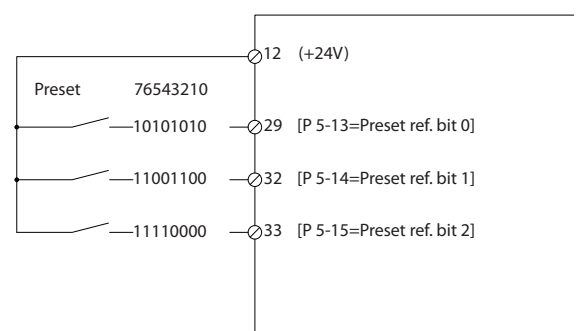 12 (+24V)
Preset 76543210
10101010 29 [P 5-13=Preset ref. bit 0]
11001100 32 [P 5-14=Preset ref. bit 1]
11110000 33 [P 5-15=Preset ref. bit 2]